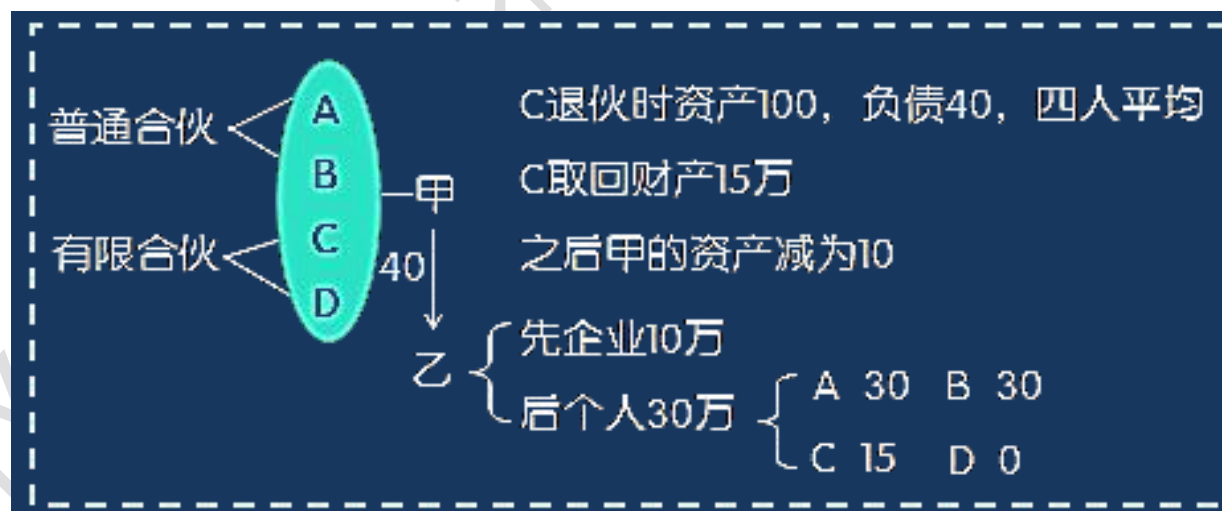 C退伙时资产100，负债40，四人平均
普通合伙
A
B
C取回财产15万
甲
C
有限合伙
之后甲的资产减为10
40
D
先企业10万
乙
后个人30万
A 30 B 30
C 15 D 0